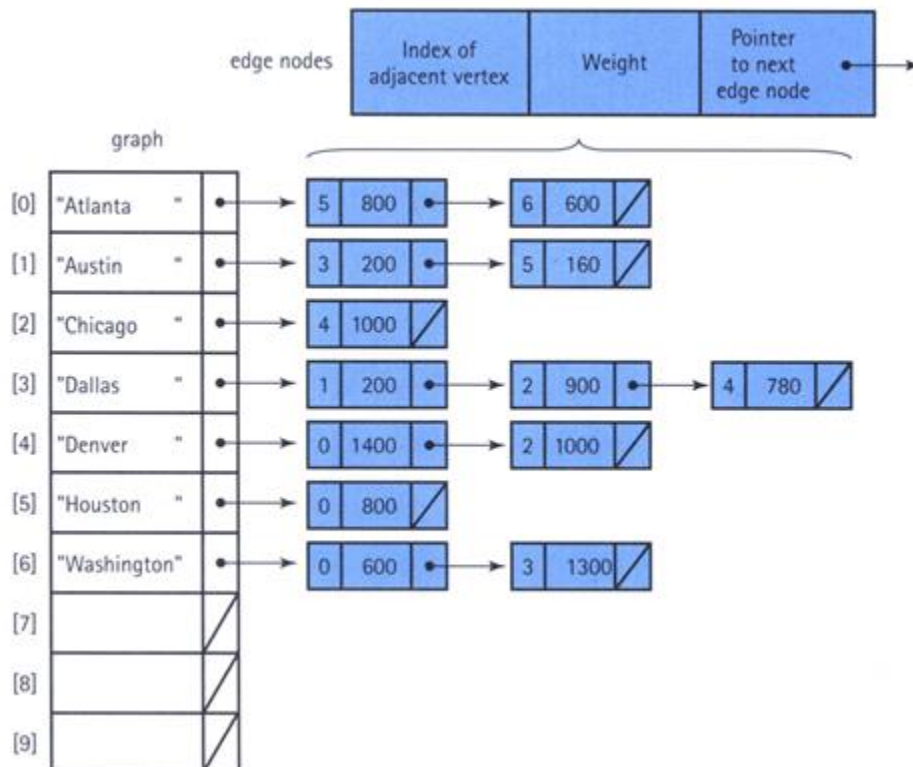 edge nodes
Index of
adjacent vertex
Weight
Pointer
to next
edge node
graph
[0] "Atlanta " 5 800 6 600
[1] "Austin " 3 200 5 160
[2] "Chicago " 4 1000
[3] "Dallas " 1 200 2 900 4 780
[4] "Denver " 0 1400 2 1000
[5] "Houston " 0 800
[6] "Washington" 0 600 3 1300
[7]
[8]
[9]